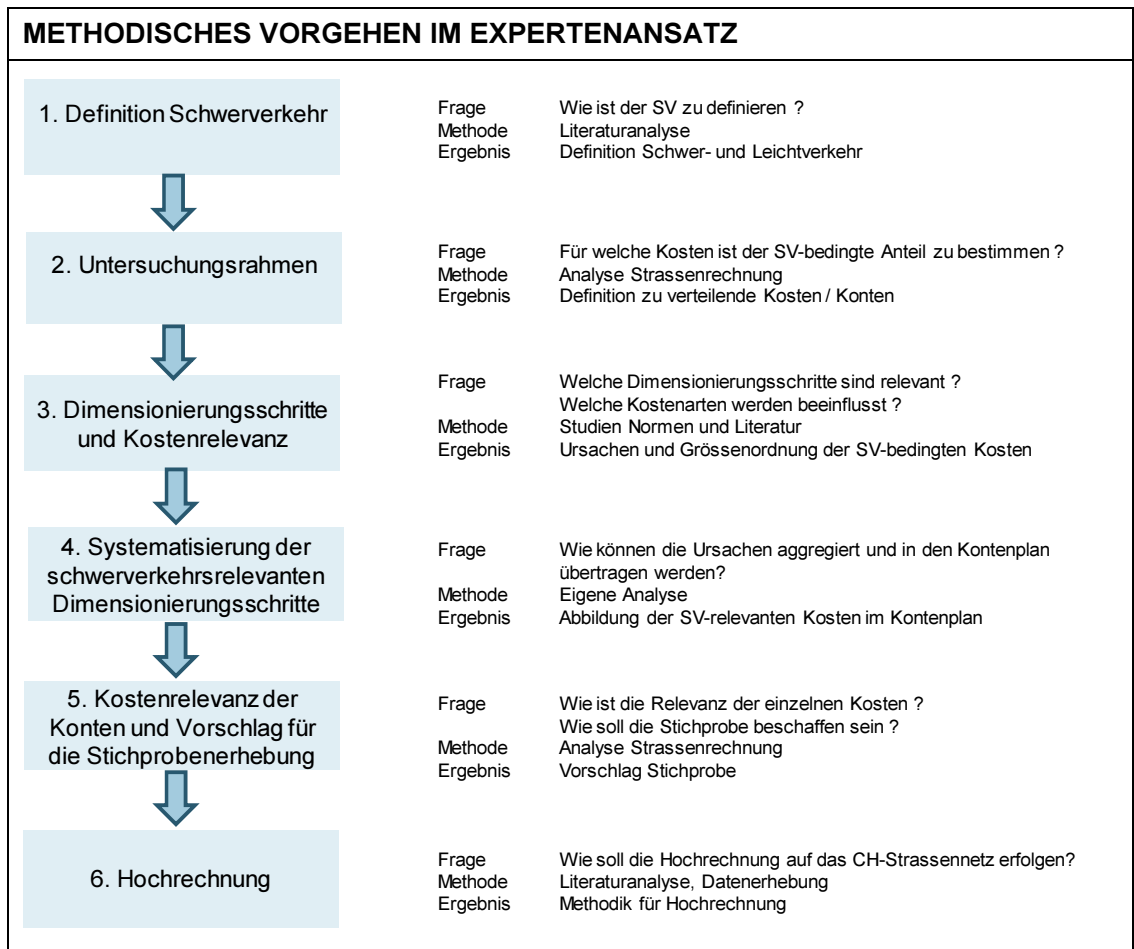 METHODISCHES VORGEHEN IM EXPERTENANSATZ
1. Definition Schwerverkehr
Frage Wie ist der SV zu definieren ?
Methode Literaturanalyse
Ergebnis Definition Schwer- und Leichtverkehr
2. Untersuchungsrahmen
Frage Für welche Kosten ist der SV-bedingte Anteil zu bestimmen ?
Methode Analyse Strassenrechnung
Ergebnis Definition zu verteilende Kosten / Konten
3. Dimensionierungsschritte
und Kostenrelevanz
Frage Welche Dimensionierungsschritte sind relevant ?
Welche Kostenarten werden beeinflusst ?
Methode Studien Normen und Literatur
Ergebnis Ursachen und Grössenordnung der SV-bedingten Kosten
4. Systematisierung der
schwerverkehrsrelevanten
Dimensionierungsschritte
Frage Wie können die Ursachen aggregiert und in den Kontenplan
übertragen werden?
Methode Eigene Analyse
Ergebnis Abbildung der SV-relevanten Kosten im Kontenplan
5. Kostenrelevanz der
Konten und Vorschlag für
die Stichprobenerhebung
Frage Wie ist die Relevanz der einzelnen Kosten ?
Wie soll die Stichprobe beschaffen sein ?
Methode Analyse Strassenrechnung
Ergebnis Vorschlag Stichprobe
6. Hochrechnung
Frage Wie soll die Hochrechnung auf das CH-Strassennetz erfolgen?
Methode Literaturanalyse, Datenerhebung
Ergebnis Methodik für Hochrechnung